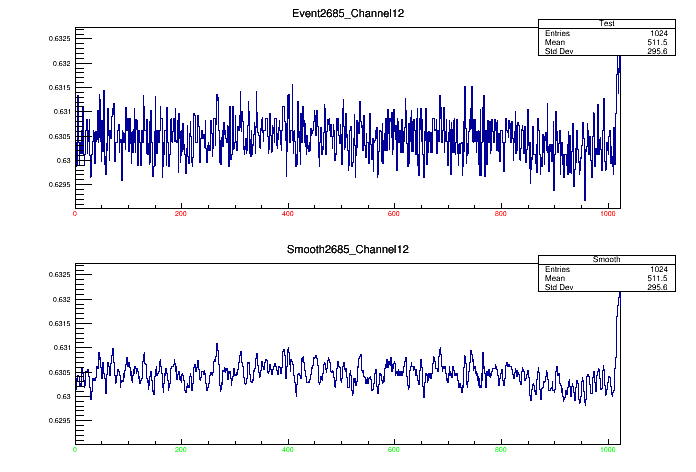 Event2685_Channel12
Test
Entries 1024
Mean 511.5
Std Dev 295.6
0.6325
0.632
0.6315
0.631
0.6305
0.63
0.6295
0 200 400 600 800 1000
Smooth2685_Channel12
Smooth
Entries 1024
Mean 511.5
Std Dev 295.6
0.6325
0.632
0.6315
0.631
0.6305
0.63
0.6295
0 200 400 600 800 1000